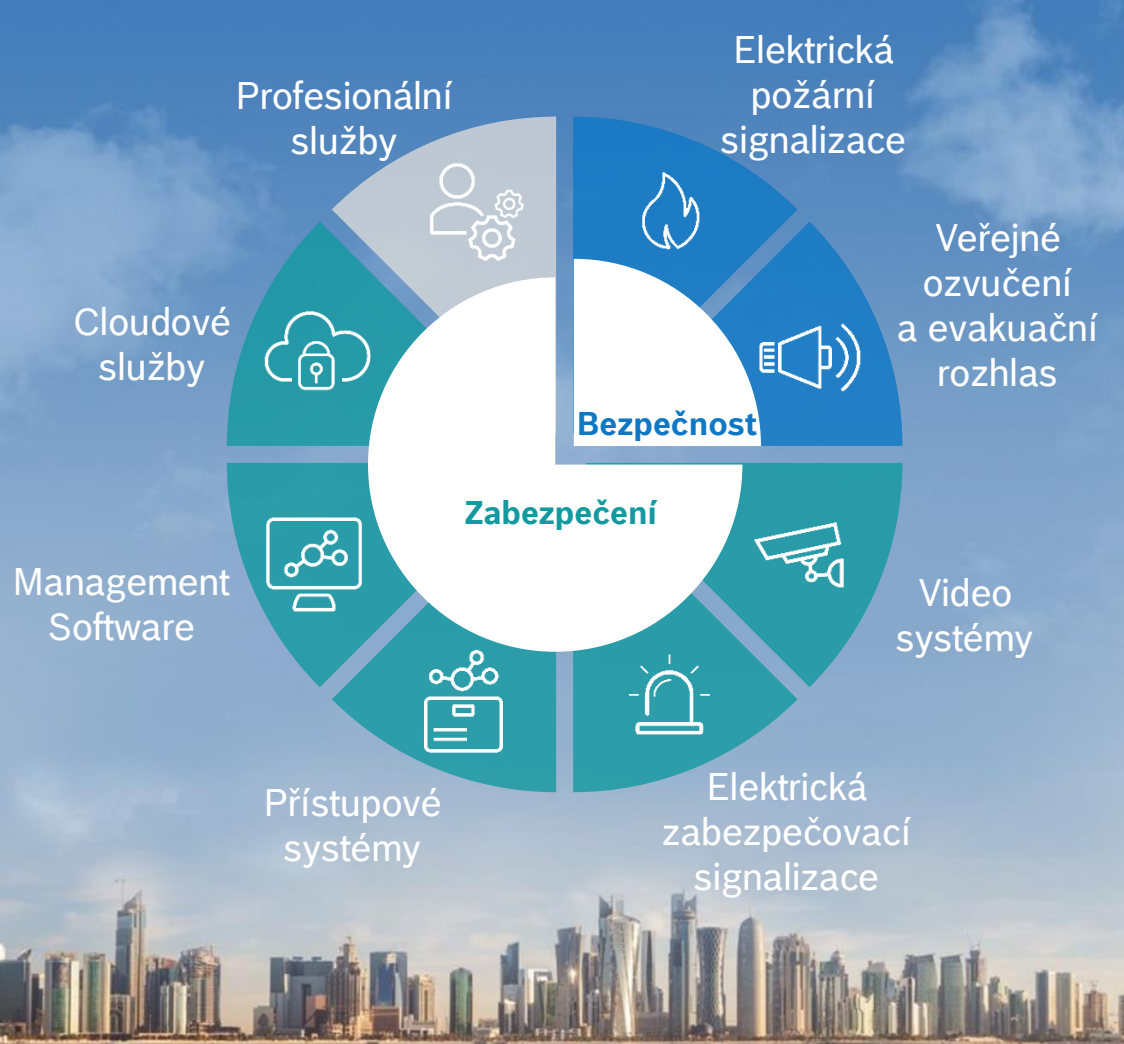 Elektrická
požární
signalizace
Profesionální
služby
Veřejné
ozvučení
a evakuační
rozhlas
Cloudové
služby
Bezpečnost
Zabezpečení
Management
Software
Video
systémy
Přístupové
systémy
Elektrická
zabezpečovací
signalizace